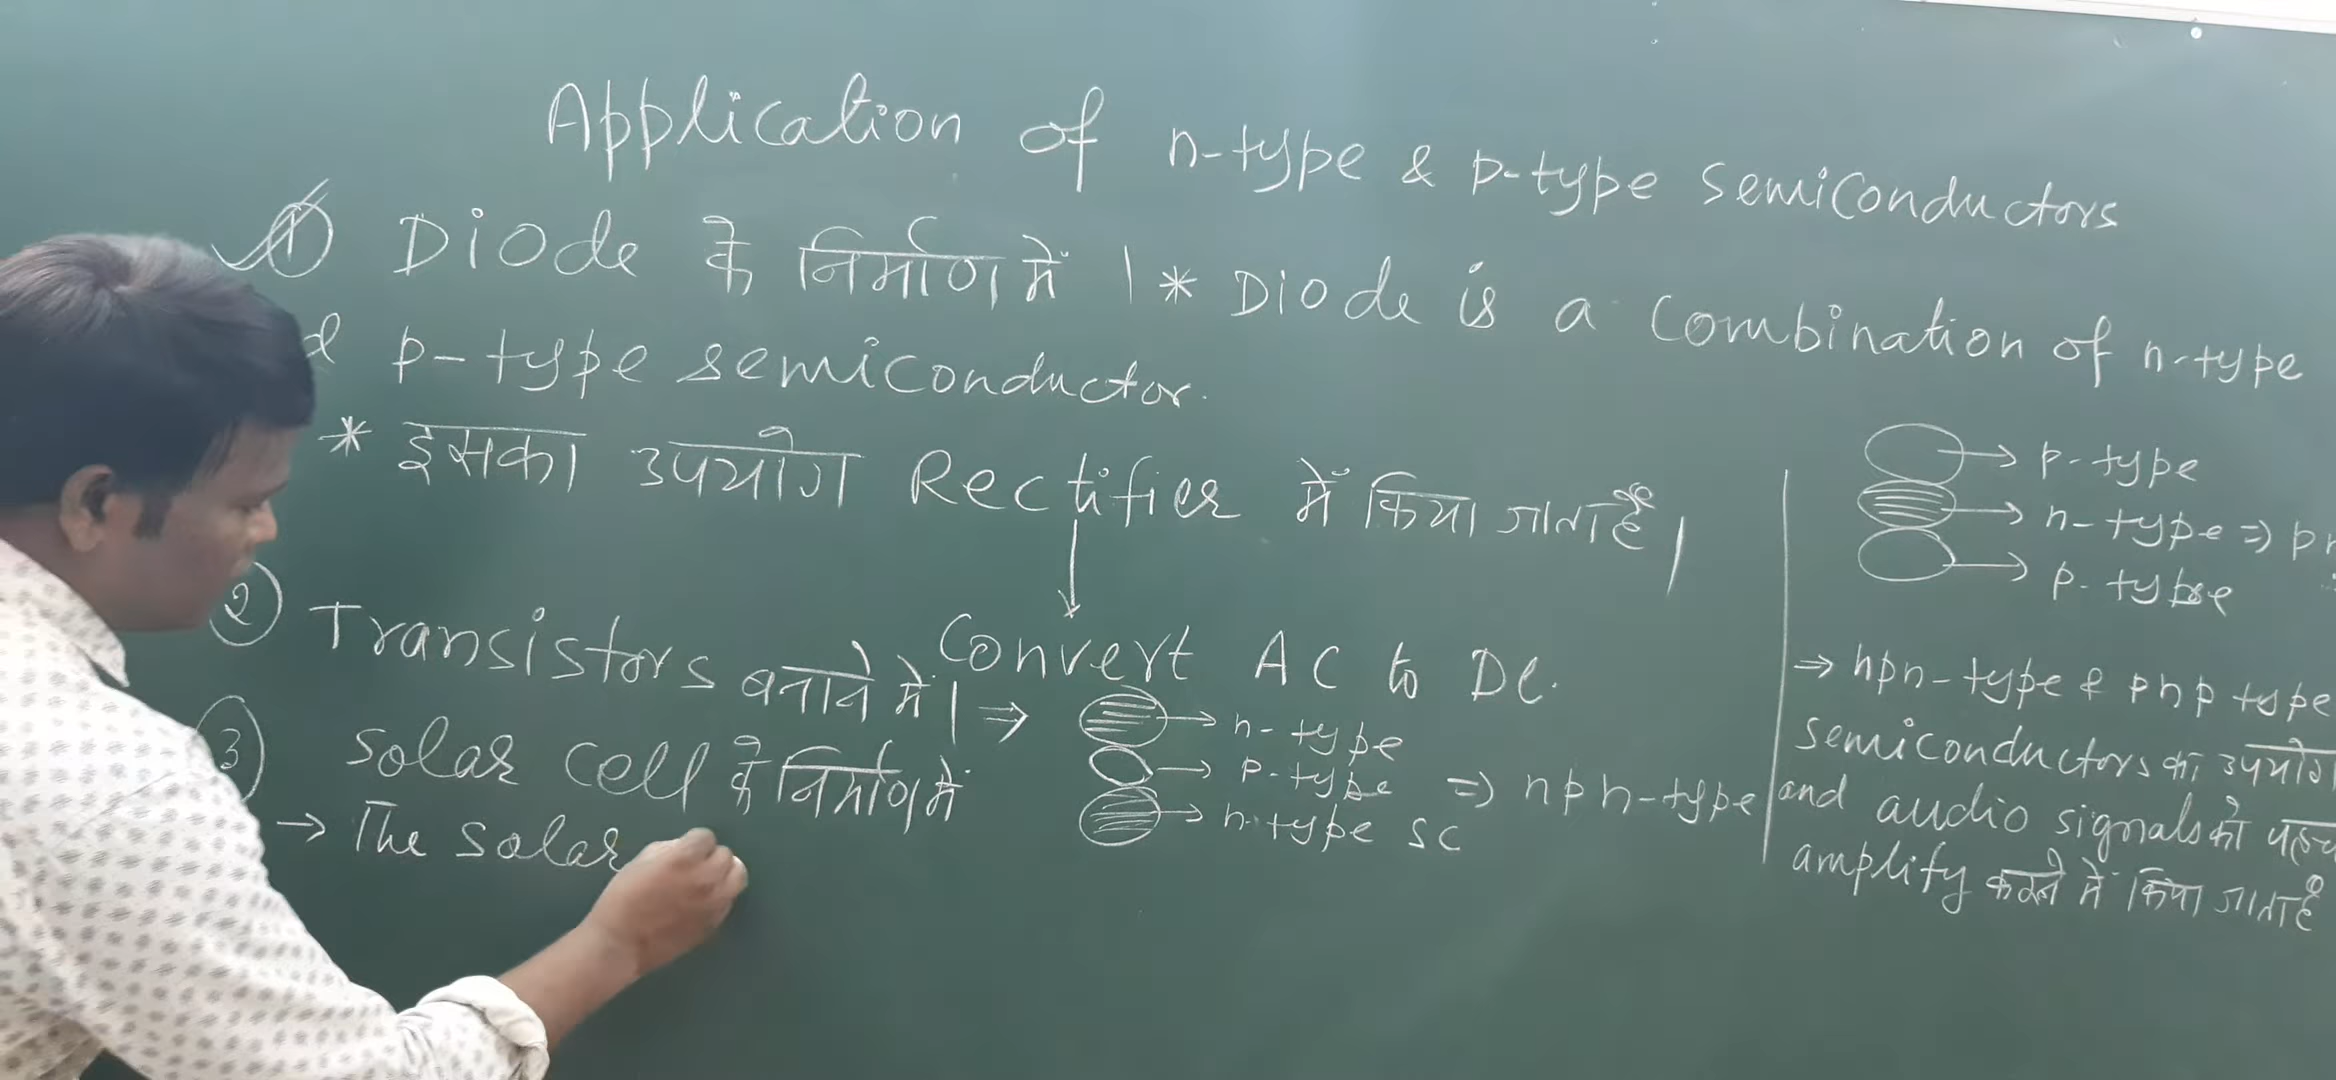 Application of n-type & p-type semiconductors
① Diode के निर्माण में । * Diode is a combination of n-type
& p-type semiconductor.
* इसका उपयोग Rectifier में किया जाता है।
Convert AC to DC.
② Transistors बनाने में। ⇒
n-type
p-type
n-type SC
⇒ npn-type
③ Solar cell के निर्माण में
→ The Solar
→ p-type
→ n-type ⇒
→ p-type
⇒ npn-type & pnp type
semiconductors का उपयोग
and audio signals को
amplify करने में किया जाता है